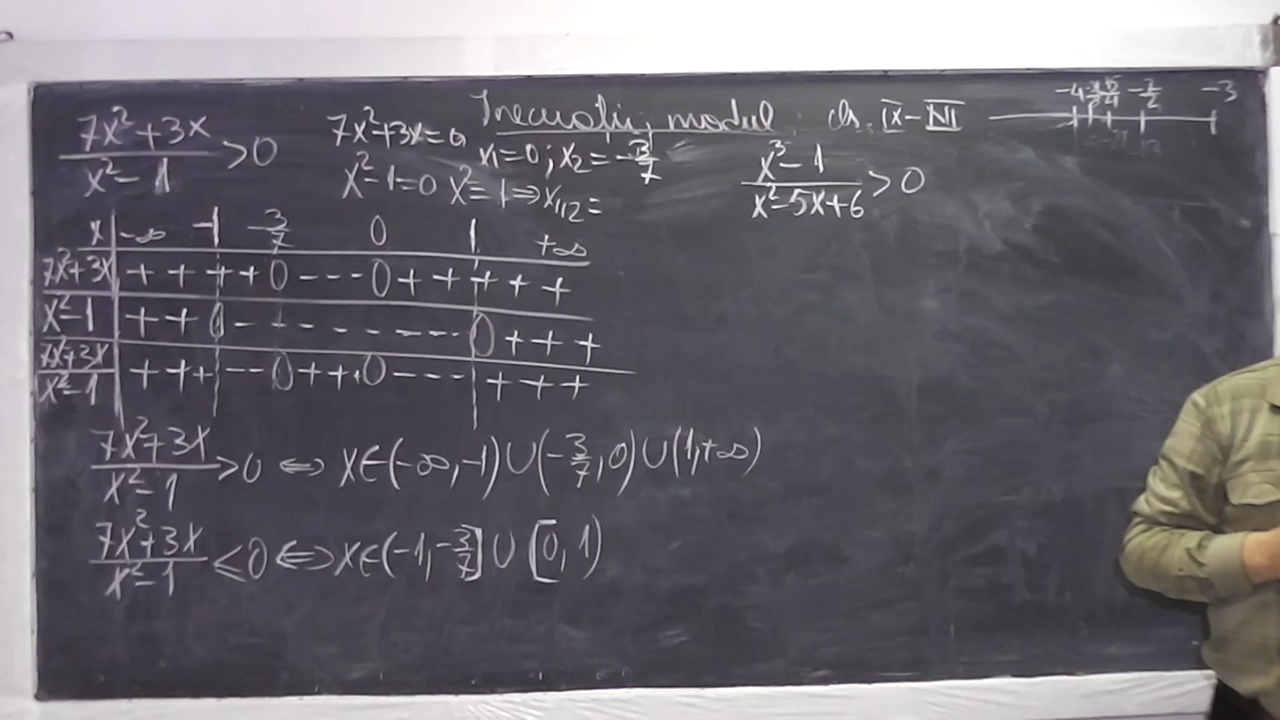 Inecuații, modul. cls. IX-XII
7x²+3x / x²-1 > 0
7x²+3x=0 x₁=0; x₂=-3/7
x²-1=0 x²=1⇒x₁,₂=
x³-1 / x²-5x+6 > 0
-4 -7/2 -3
x -∞ -1 -3/7 0 1 +∞
7x²+3x + + + + 0 - - - 0 + + + + + +
x²-1 + + 0 - - - - - - - - - 0 + + +
7x²+3x / x²-1 + + + | - - 0 + + + 0 - - - | + + +
7x²+3x / x²-1 > 0 ⇔ x∈(-∞,-1)∪(-3/7,0)∪(1,+∞)
7x²+3x / x²-1 ≤ 0 ⇔ x∈(-1,-3/7]∪[0,1)